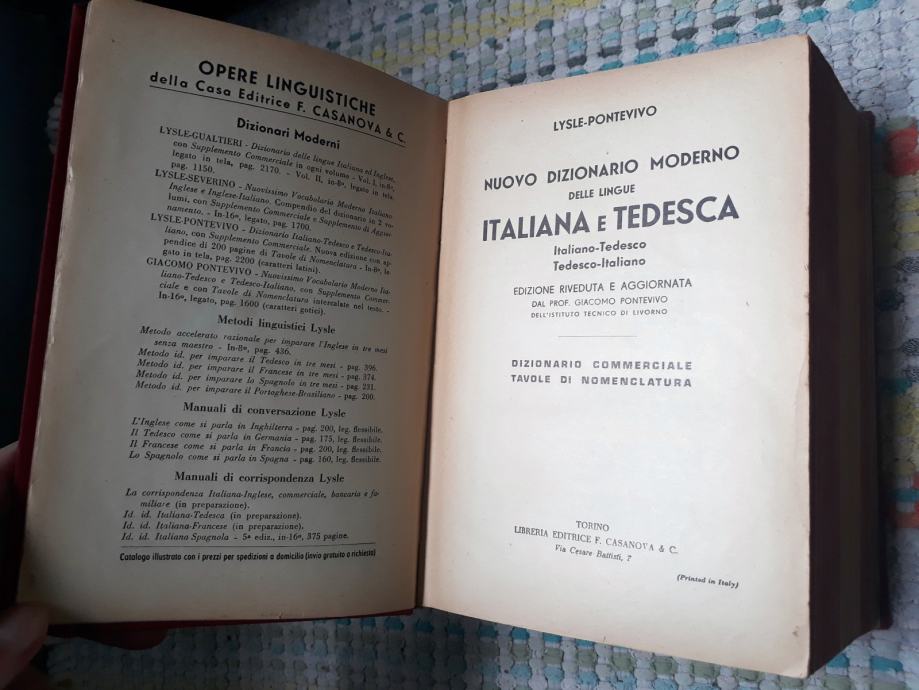 OPERE LINGUISTICHE
della Casa Editrice F. CASANOVA & C.
Dizionari Moderni
LYSLE-GUALTIERI - Dizionario delle lingue Italiana ed Inglese,
con Supplemento Commerciale in ogni volume - Vol. I, in-8º,
legato in tela, pag. 2170. - Vol. II, in-8º, legato in tela,
pag. 1150.
LYSLE-SEVERINO - Nuovissimo Vocabolario Moderno Italiano
Inglese e Inglese-Italiano. Compendio del dizionario in 2 vo-
lumi, con Supplemento Commerciale e Supplemento di Aggior-
namento. - In-16º, legato, pag. 1700.
LYSLE-PONTEVIVO - Dizionario Italiano-Tedesco e Tedesco-Ita-
liano, con Supplemento Commerciale. Nuova edizione con ap-
pendice di 200 pagine di Tavole di Nomenclatura - In-8º, le-
gato in tela, pag. 2200 (caratteri latini).
GIACOMO PONTEVIVO - Nuovissimo Vocabolario Moderno Ita-
liano-Tedesco e Tedesco-Italiano, con Supplemento Commer-
ciale e con Tavole di Nomenclatura intercalate nel testo. -
In-16º, legato, pag. 1600 (caratteri gotici).
Metodi linguistici Lysle
Metodo accelerato razionale per imparare l'Inglese in tre mesi
senza maestro - In-8º, pag. 436.
Metodo id. per imparare il Tedesco in tre mesi - pag. 396.
Metodo id. per imparare il Francese in tre mesi - pag. 374.
Metodo id. per imparare lo Spagnolo in tre mesi - pag. 231.
Metodo id. per imparare il Portoghese-Brasiliano - pag. 200.
Manuali di conversazione Lysle
L'Inglese come si parla in Inghilterra - pag. 200, leg. flessibile.
Il Tedesco come si parla in Germania - pag. 175, leg. flessibile.
Il Francese come si parla in Francia - pag. 200, leg. flessibile.
Lo Spagnolo come si parla in Spagna - pag. 160, leg. flessibile.
Manuali di corrispondenza Lysle
La corrispondenza Italiana-Inglese, commerciale, bancaria e fa-
miliare (in preparazione).
Id. id. Italiana-Tedesca (in preparazione).
Id. id. Italiana-Francese (in preparazione).
Id. id. Italiana Spagnola - 5ª ediz., in-16º, 375 pagine.
Catalogo illustrato con i prezzi per spedizioni a domicilio (invio gratuito a richiesta)
LYSLE-PONTEVIVO
NUOVO DIZIONARIO MODERNO
DELLE LINGUE
ITALIANA E TEDESCA
Italiano-Tedesco
Tedesco-Italiano
EDIZIONE RIVEDUTA E AGGIORNATA
DAL PROF. GIACOMO PONTEVIVO
DELL'ISTITUTO TECNICO DI LIVORNO
DIZIONARIO COMMERCIALE
TAVOLE DI NOMENCLATURA
TORINO
LIBRERIA EDITRICE F. CASANOVA & C.
Via Cesare Battisti, 7
(Printed in Italy)